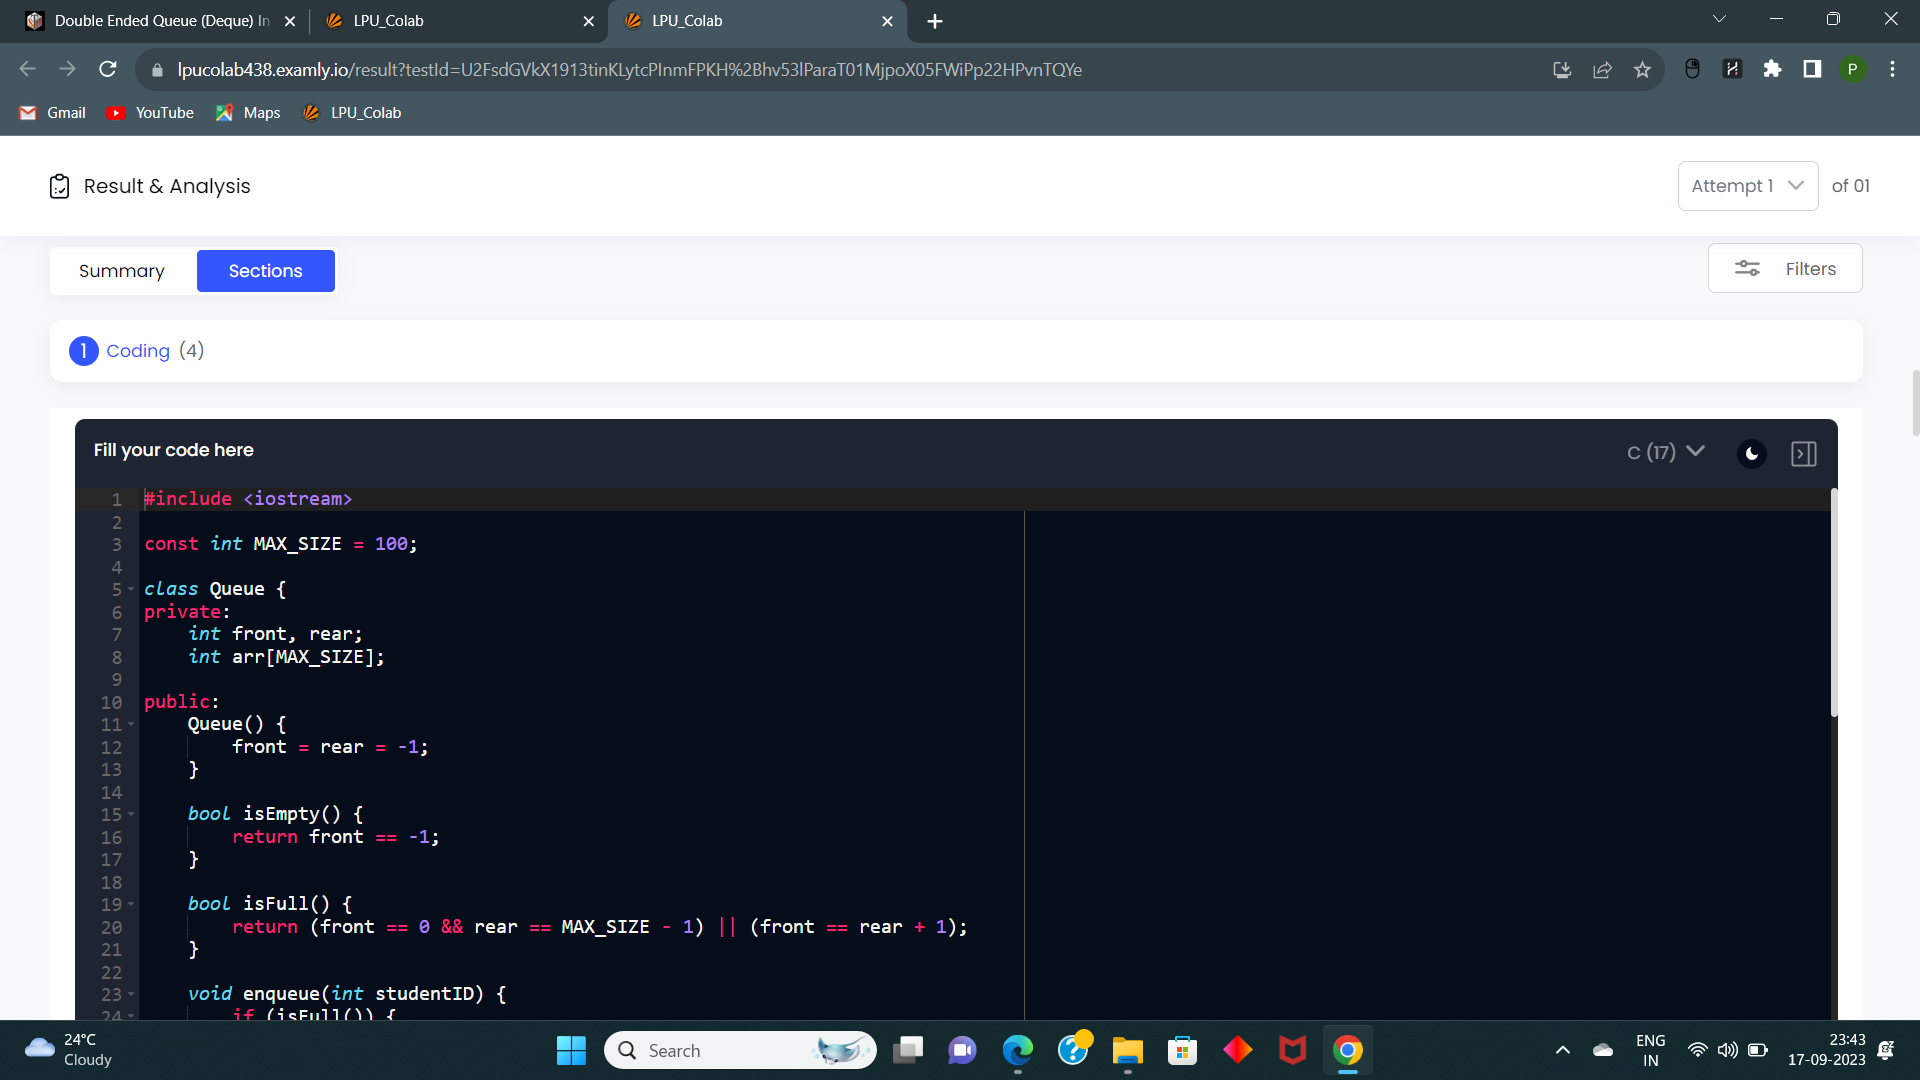 Double Ended Queue (Deque) In
LPU_Colab
LPU_Colab
lpucolab438.examly.io/result?testId=U2FsdGVkX1913tinKLytcPInmFPKH%2Bhv53lParaT01MjpoX05FWiPp22HPvnTQYe
P
Gmail
YouTube
Maps
LPU_Colab
Result & Analysis
Attempt 1
of 01
Summary
Sections
Filters
1 Coding (4)
Fill your code here
C (17)
1 #include <iostream>
2
3 const int MAX_SIZE = 100;
4
5 class Queue {
6 private:
7 int front, rear;
8 int arr[MAX_SIZE];
9
10 public:
11 Queue() {
12 front = rear = -1;
13 }
14
15 bool isEmpty() {
16 return front == -1;
17 }
18
19 bool isFull() {
20 return (front == 0 && rear == MAX_SIZE - 1) || (front == rear + 1);
21 }
22
23 void enqueue(int studentID) {
24 if (isFull()) {
24°C
Cloudy
Search
ENG
IN
23:43
17-09-2023